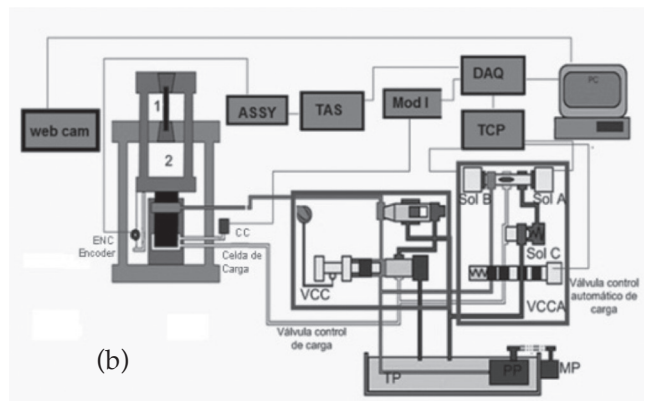 web cam
1
2
ASSY
TAS
Mod I
DAQ
TCP
PC
Sol B
Sol A
Sol C
VCCA
Válvula control
automático de
carga
ENC
Encoder
CC
Celda de
Carga
VCC
Válvula control
de carga
TP
PP
MP
(b)